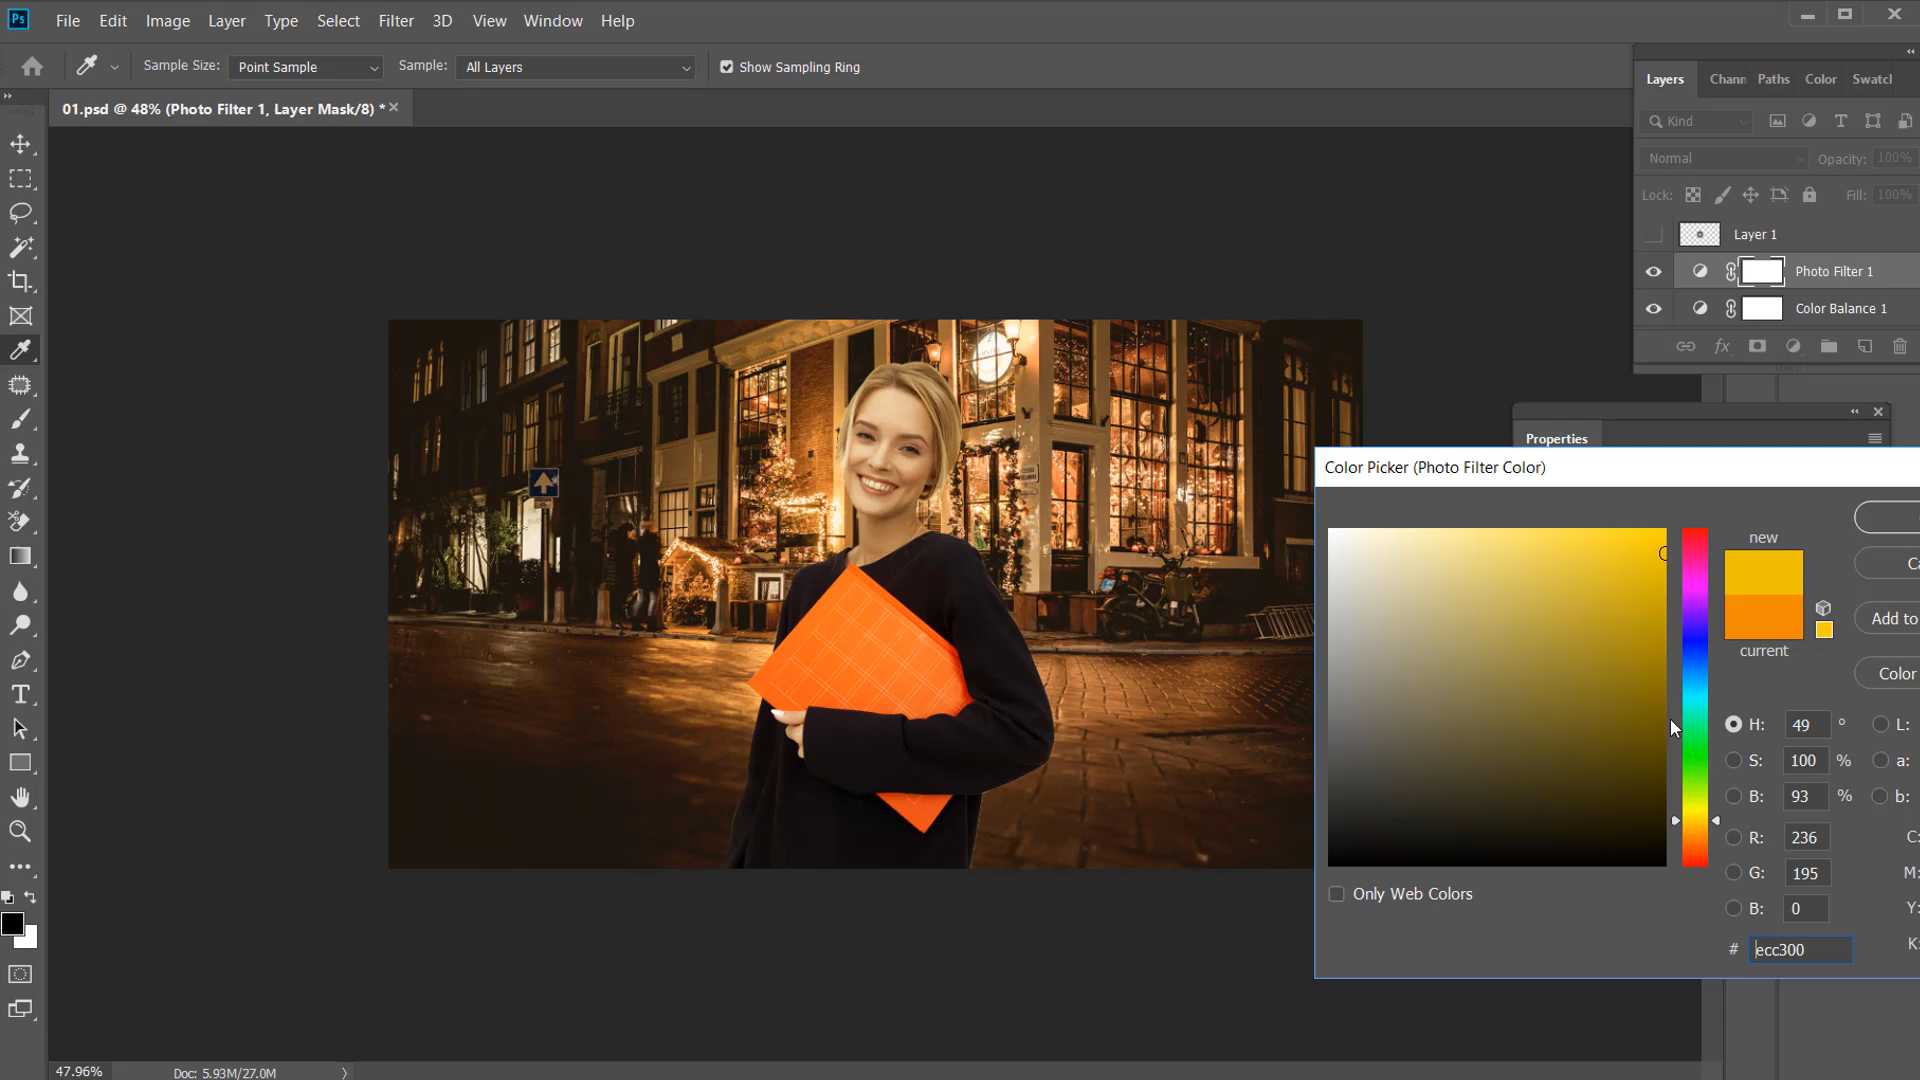 Ps File Edit Image Layer Type Select Filter 3D View Window Help
Sample Size: Point Sample Sample: All Layers Show Sampling Ring
01.psd @ 48% (Photo Filter 1, Layer Mask/8) *
Layers Chann Paths Color Swatcl
Kind
Normal Opacity: 100%
Lock: Fill: 100%
Layer 1
Photo Filter 1
Color Balance 1
fx
Properties
Color Picker (Photo Filter Color)
new
current
Ca
Add to
Color
H: 49 ° L:
S: 100 % a:
B: 93 % b:
R: 236 C:
G: 195 M:
B: 0 Y:
# ecc300 K:
Only Web Colors
47.96% Doc: 5.93M/27.0M